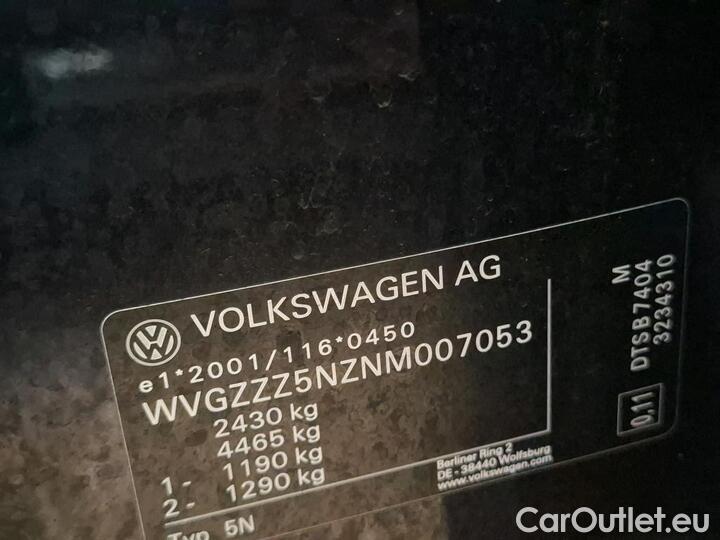 VOLKSWAGEN AG
e1*2001/116*0450
WVGZZZ5NZNM007053
2430 kg
4465 kg
1- 1190 kg
2- 1290 kg
Typ 5N
Berliner Ring 2
DE - 38440 Wolfsburg
www.volkswagen.com
M
DTSB7404
3234310
0,11
CarOutlet.eu